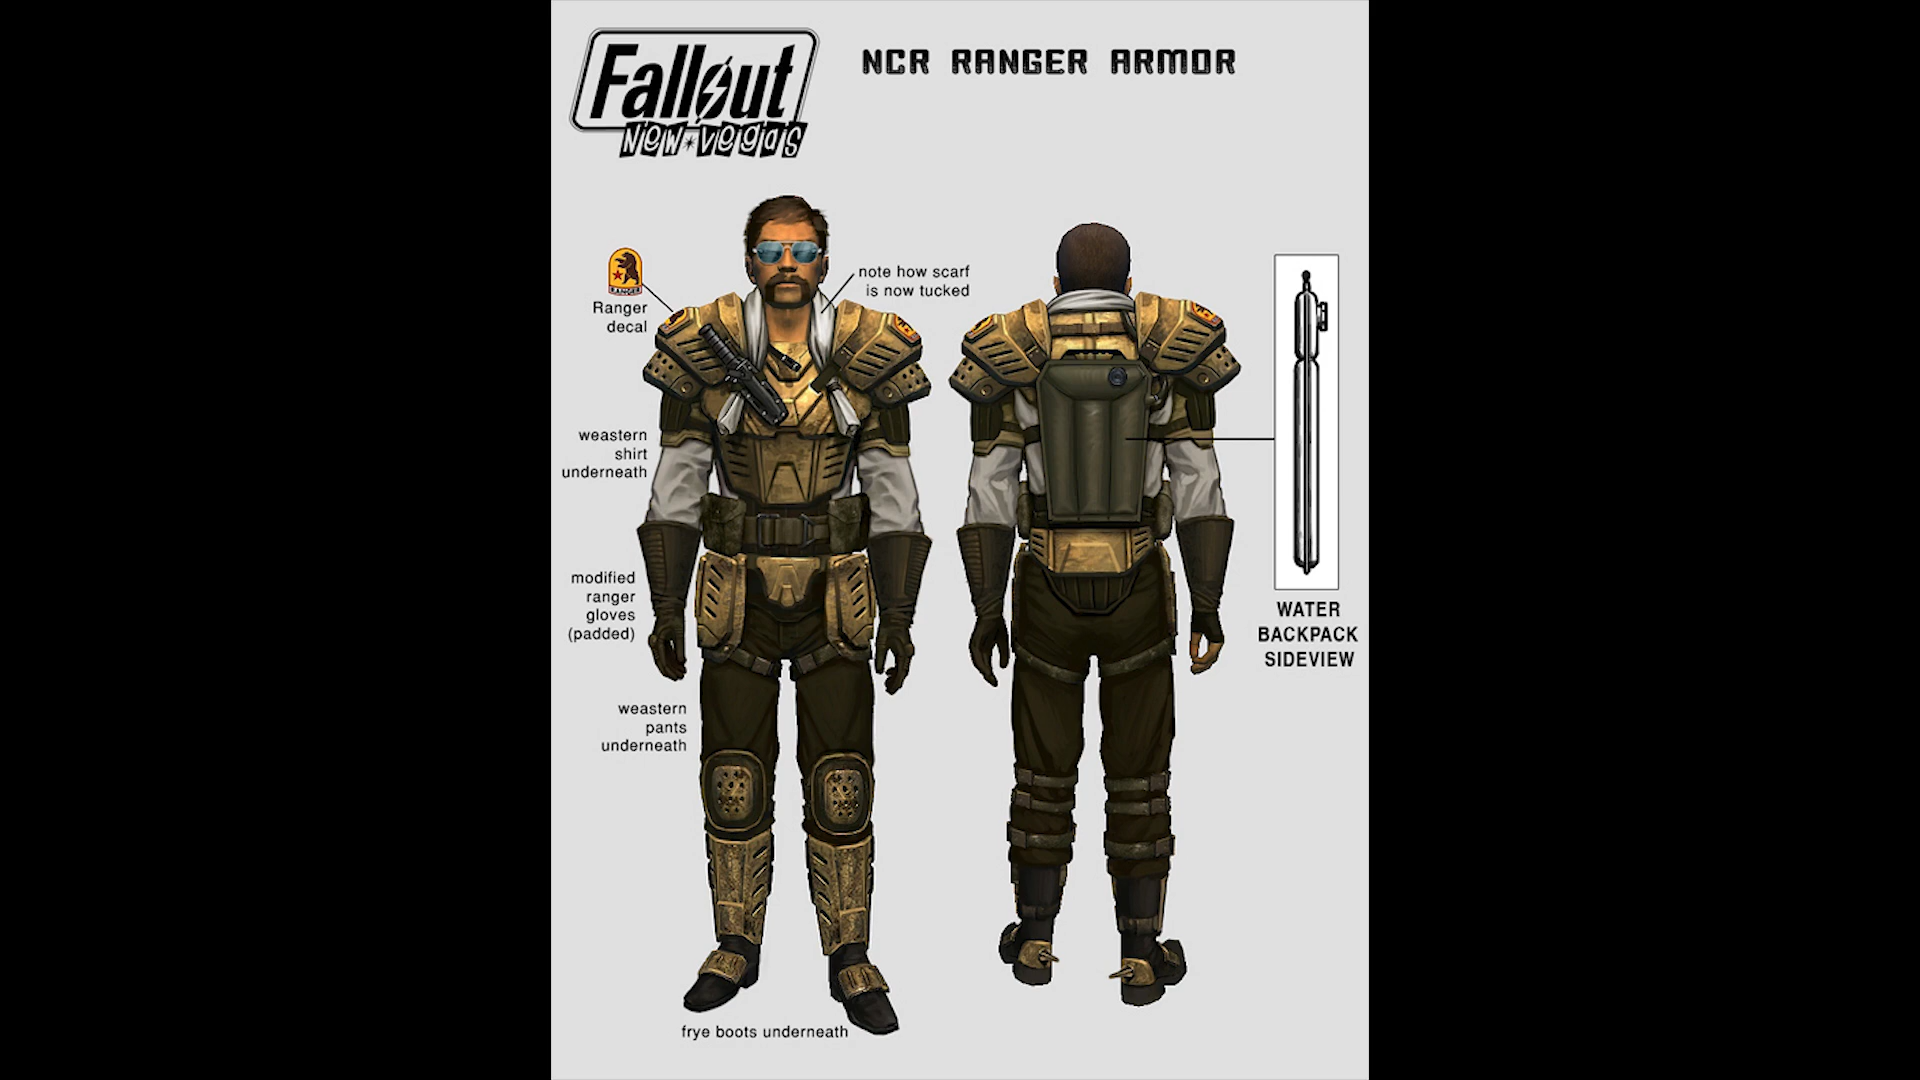 Fallout
New Vegas
NCR RANGER ARMOR
RANGER
Ranger
decal
note how scarf
is now tucked
weastern
shirt
underneath
modified
ranger
gloves
(padded)
weastern
pants
underneath
frye boots underneath
WATER
BACKPACK
SIDEVIEW